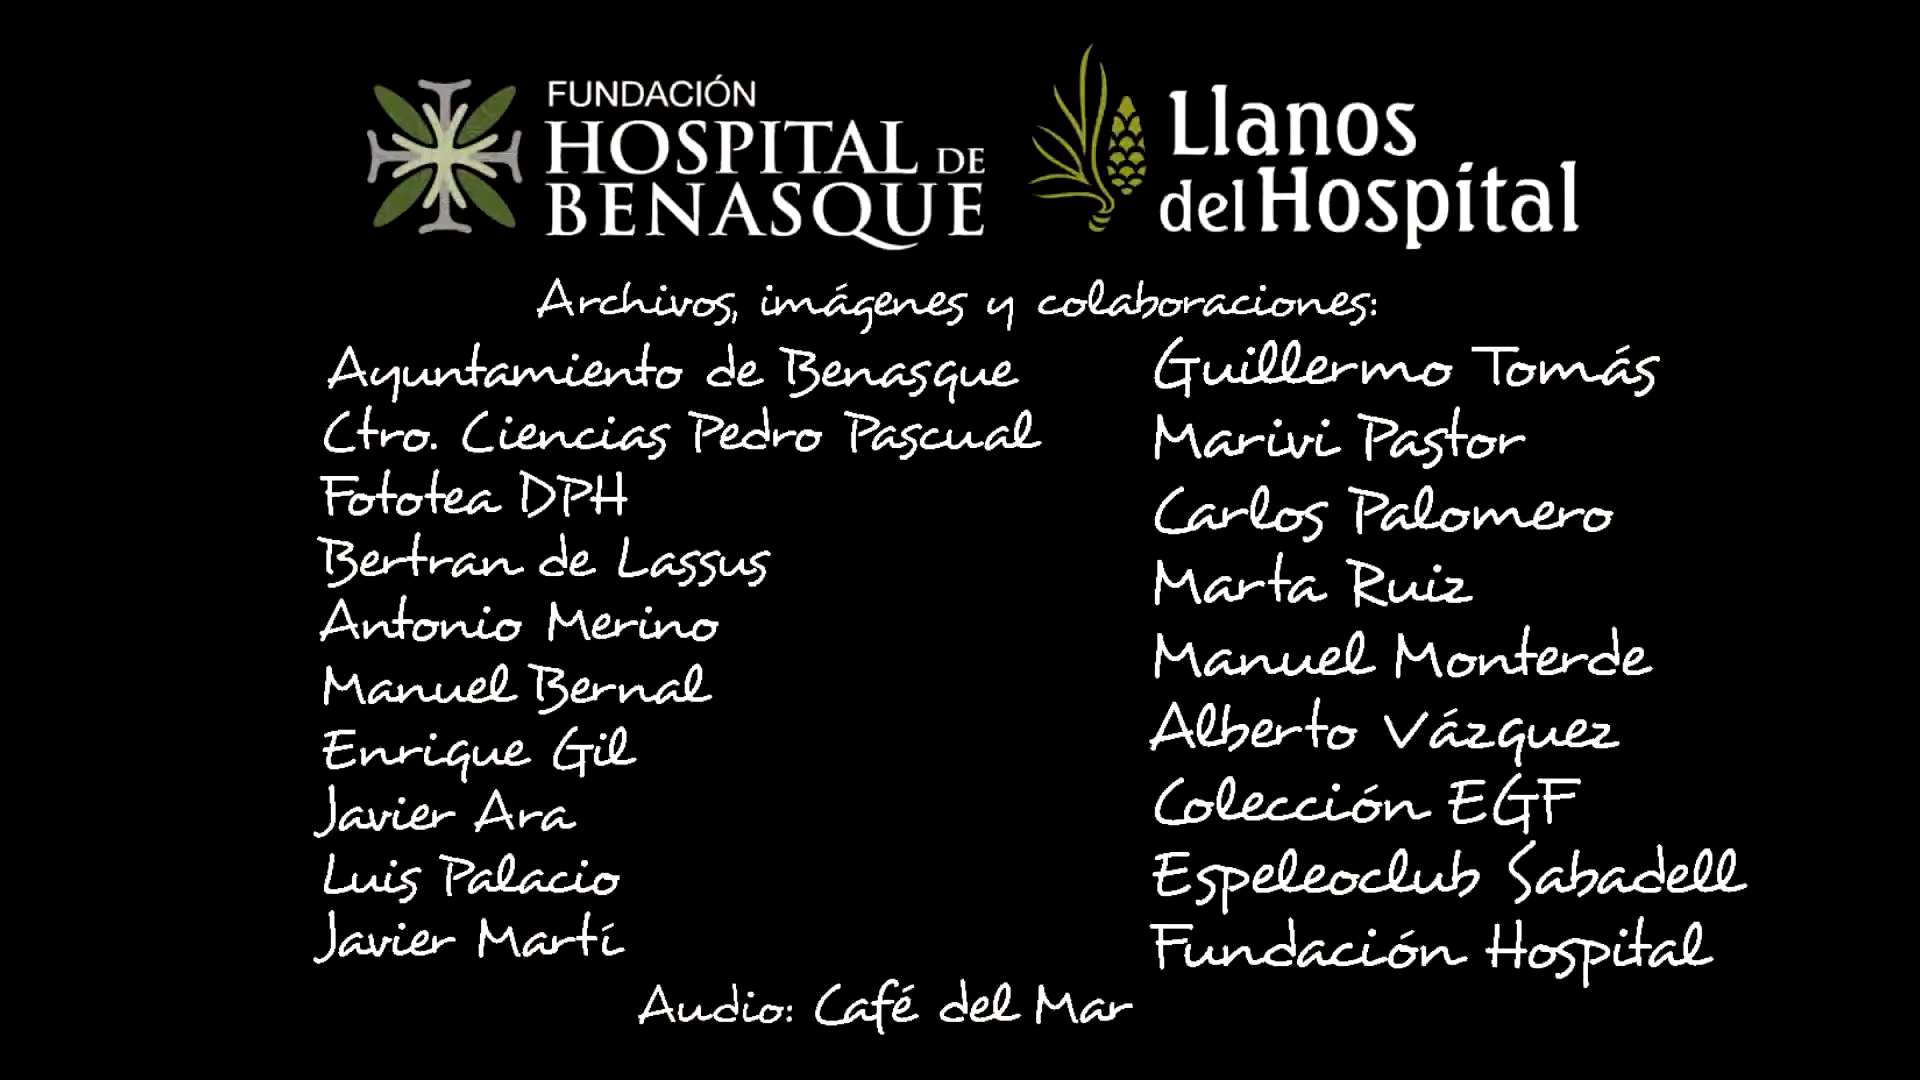 FUNDACIÓN
HOSPITAL DE
BENASQUE
Llanos
del Hospital
Archivos, imágenes y colaboraciones:
Ayuntamiento de Benasque
Ctro. Ciencias Pedro Pascual
Fototea DPH
Bertran de Lassus
Antonio Merino
Manuel Bernal
Enrique Gil
Javier Ara
Luis Palacio
Javier Martí
Guillermo Tomás
Marivi Pastor
Carlos Palomero
Marta Ruiz
Manuel Monterde
Alberto Vázquez
Colección EGF
Espeleoclub Sabadell
Fundación Hospital
Audio: Café del Mar